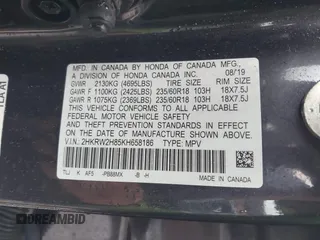 MFD. IN CANADA BY HONDA OF CANADA MFG.,
A DIVISION OF HONDA CANADA INC. 08/19
GVWR 2130KG (4695LBS) TIRE SIZE RIM SIZE
GAWR F 1100KG (2425LBS) 235/60R18 103H 18X7.5J
GAWR R 1075KG (2369LBS) 235/60R18 103H 18X7.5J
THIS VEHICLE CONFORMS TO ALL APPLICABLE
FEDERAL MOTOR VEHICLE SAFETY AND THEFT
PREVENTION STANDARDS IN EFFECT ON THE DATE OF
MANUFACTURE SHOWN ABOVE.
V.I.N.: 2HKRW2H85KH658186 TYPE: MPV
TLJ K AF5 -PB88MX -B -H
MADE IN CANADA
DREAMBID